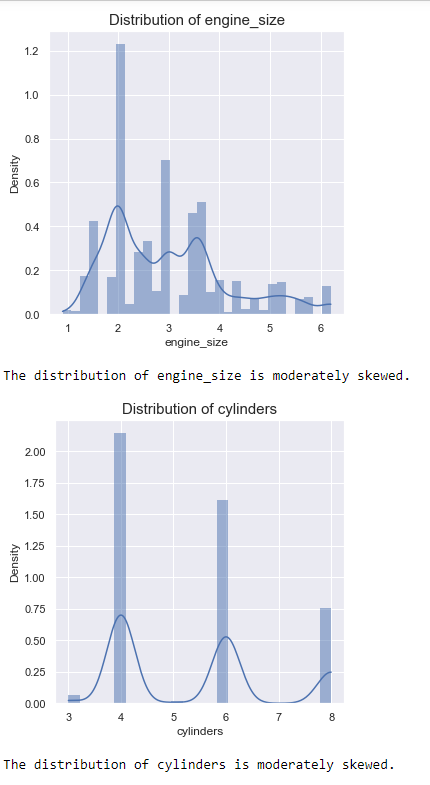 Distribution of engine_size
1.2
1.0
0.8
0.6
0.4
0.2
0.0
Density
1 2 3 4 5 6
engine_size
The distribution of engine_size is moderately skewed.
Distribution of cylinders
2.00
1.75
1.50
1.25
1.00
0.75
0.50
0.25
0.00
Density
3 4 5 6 7 8
cylinders
The distribution of cylinders is moderately skewed.